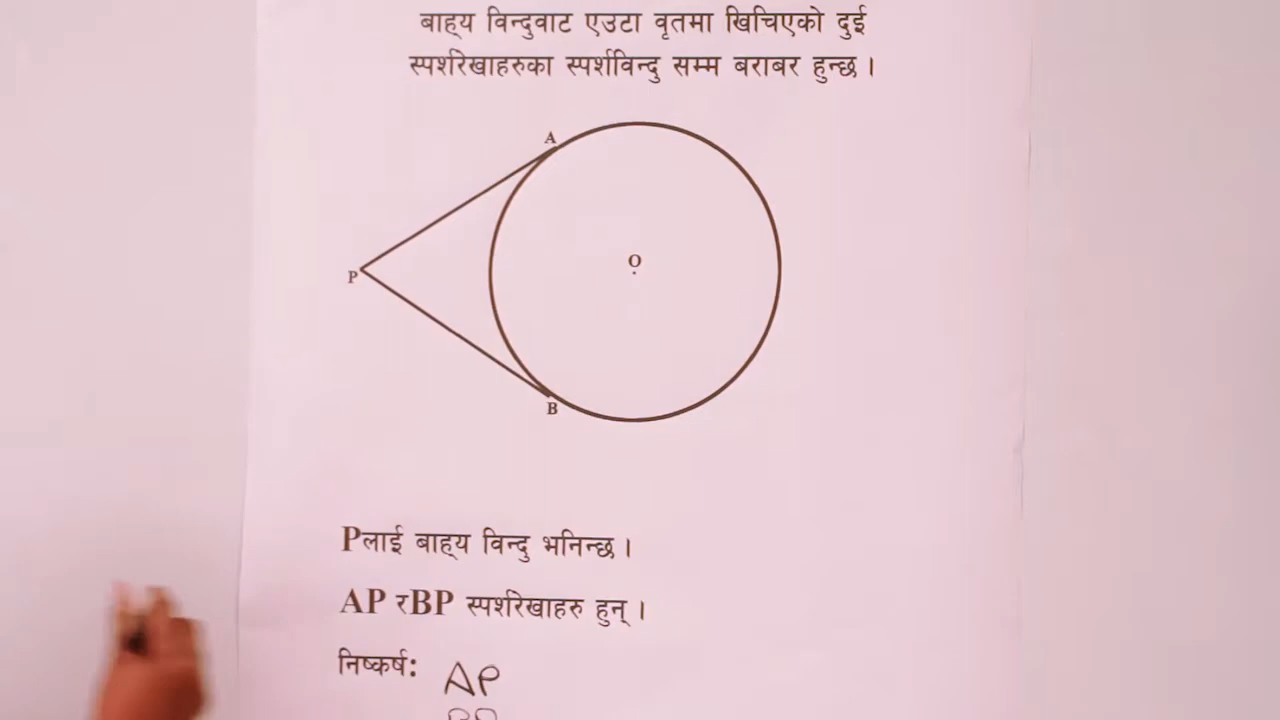 बाह्य विन्दुवाट एउटा वृतमा खिचिएको दुई
स्पर्शरेखाहरुका स्पर्शविन्दु सम्म बराबर हुन्छ ।
A
O
P
B
Pलाई बाह्य विन्दु भनिन्छ ।
AP रBP स्पर्शरेखाहरु हुन् ।
निष्कर्ष: AP